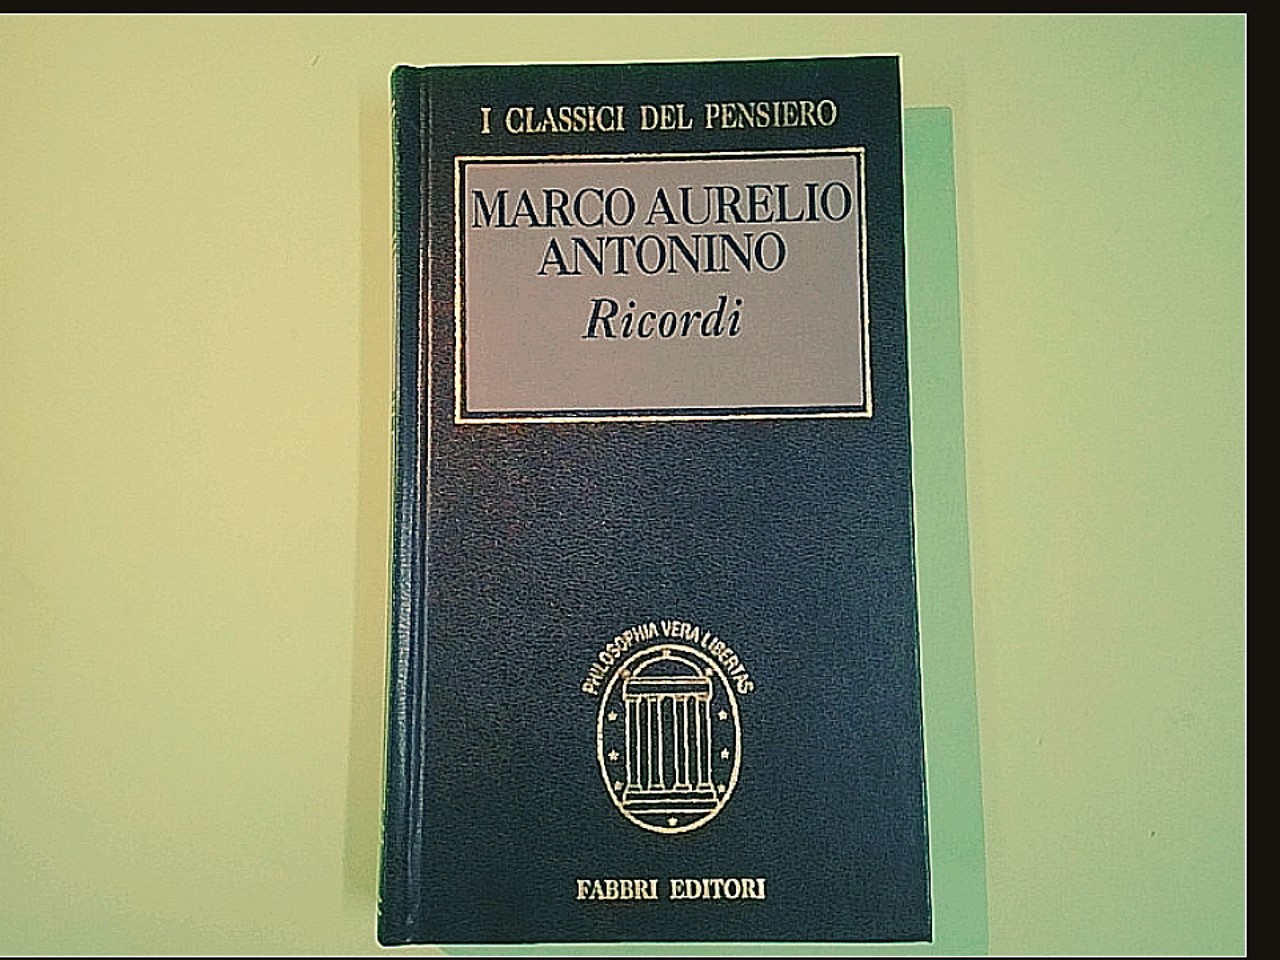 I CLASSICI DEL PENSIERO
MARCO AURELIO
ANTONINO
Ricordi
PHILOSOPHIA VERA LIBERTAS
FABBRI EDITORI